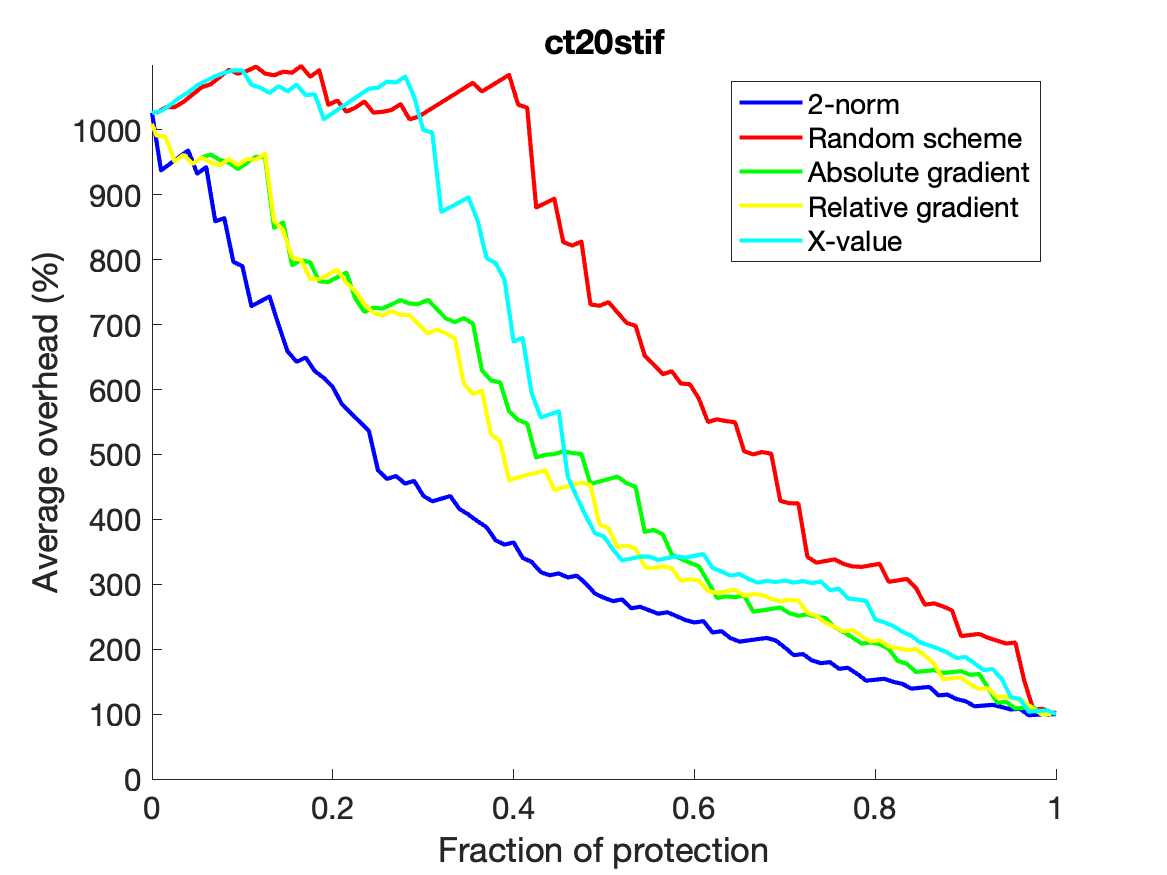 ct20stif
Average overhead (%)
1000
900
800
700
600
500
400
300
200
100
0
2-norm
Random scheme
Absolute gradient
Relative gradient
X-value
0 0.2 0.4 0.6 0.8 1
Fraction of protection